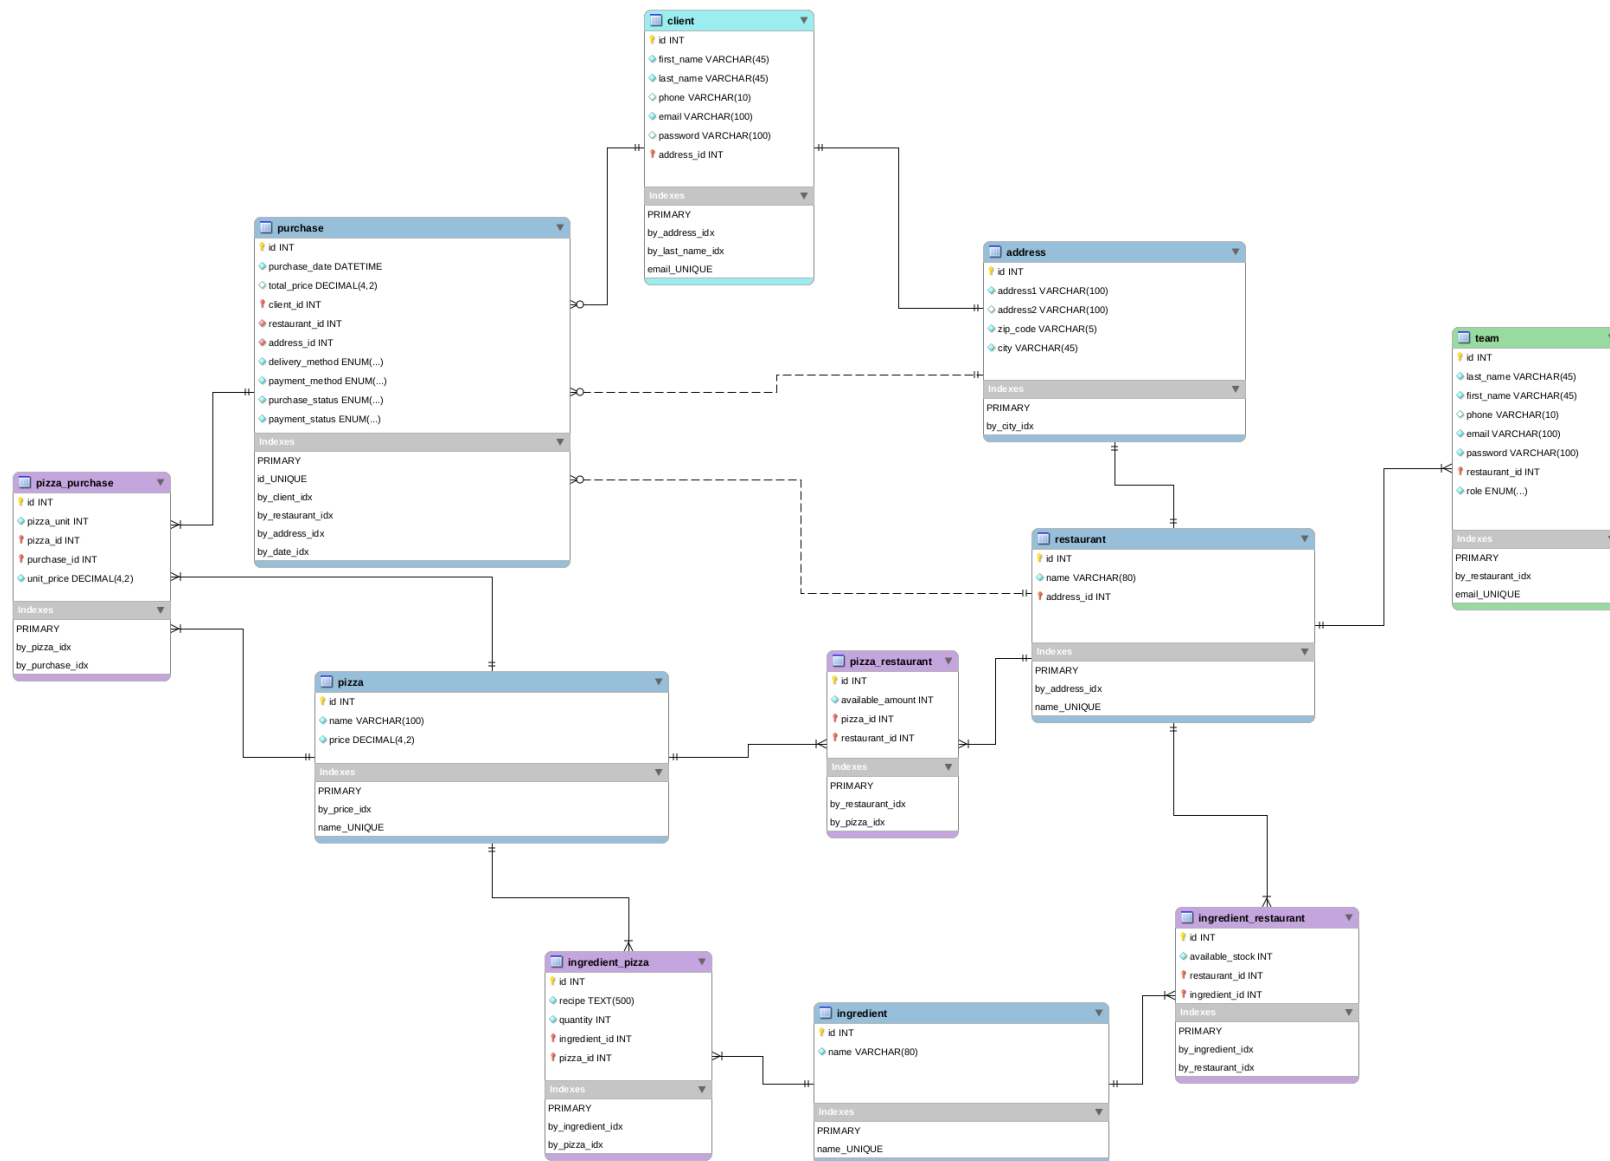 client
id INT
first_name VARCHAR(45)
last_name VARCHAR(45)
phone VARCHAR(10)
email VARCHAR(100)
password VARCHAR(100)
address_id INT
Indexes
PRIMARY
by_address_idx
by_last_name_idx
email_UNIQUE
purchase
id INT
purchase_date DATETIME
total_price DECIMAL(4,2)
client_id INT
restaurant_id INT
address_id INT
delivery_method ENUM(...)
payment_method ENUM(...)
purchase_status ENUM(...)
payment_status ENUM(...)
Indexes
PRIMARY
id_UNIQUE
by_client_idx
by_restaurant_idx
by_address_idx
by_date_idx
address
id INT
address1 VARCHAR(100)
address2 VARCHAR(100)
zip_code VARCHAR(5)
city VARCHAR(45)
Indexes
PRIMARY
by_city_idx
team
id INT
last_name VARCHAR(45)
first_name VARCHAR(45)
phone VARCHAR(10)
email VARCHAR(100)
password VARCHAR(100)
restaurant_id INT
role ENUM(...)
Indexes
PRIMARY
by_restaurant_idx
email_UNIQUE
pizza_purchase
id INT
pizza_unit INT
pizza_id INT
purchase_id INT
unit_price DECIMAL(4,2)
Indexes
PRIMARY
by_pizza_idx
by_purchase_idx
restaurant
id INT
name VARCHAR(80)
address_id INT
Indexes
PRIMARY
by_address_idx
name_UNIQUE
pizza
id INT
name VARCHAR(100)
price DECIMAL(4,2)
Indexes
PRIMARY
by_price_idx
name_UNIQUE
pizza_restaurant
id INT
available_amount INT
pizza_id INT
restaurant_id INT
Indexes
PRIMARY
by_restaurant_idx
by_pizza_idx
ingredient_restaurant
id INT
available_stock INT
restaurant_id INT
ingredient_id INT
Indexes
PRIMARY
by_ingredient_idx
by_restaurant_idx
ingredient_pizza
id INT
recipe TEXT(500)
quantity INT
ingredient_id INT
pizza_id INT
Indexes
PRIMARY
by_ingredient_idx
by_pizza_idx
ingredient
id INT
name VARCHAR(80)
Indexes
PRIMARY
name_UNIQUE